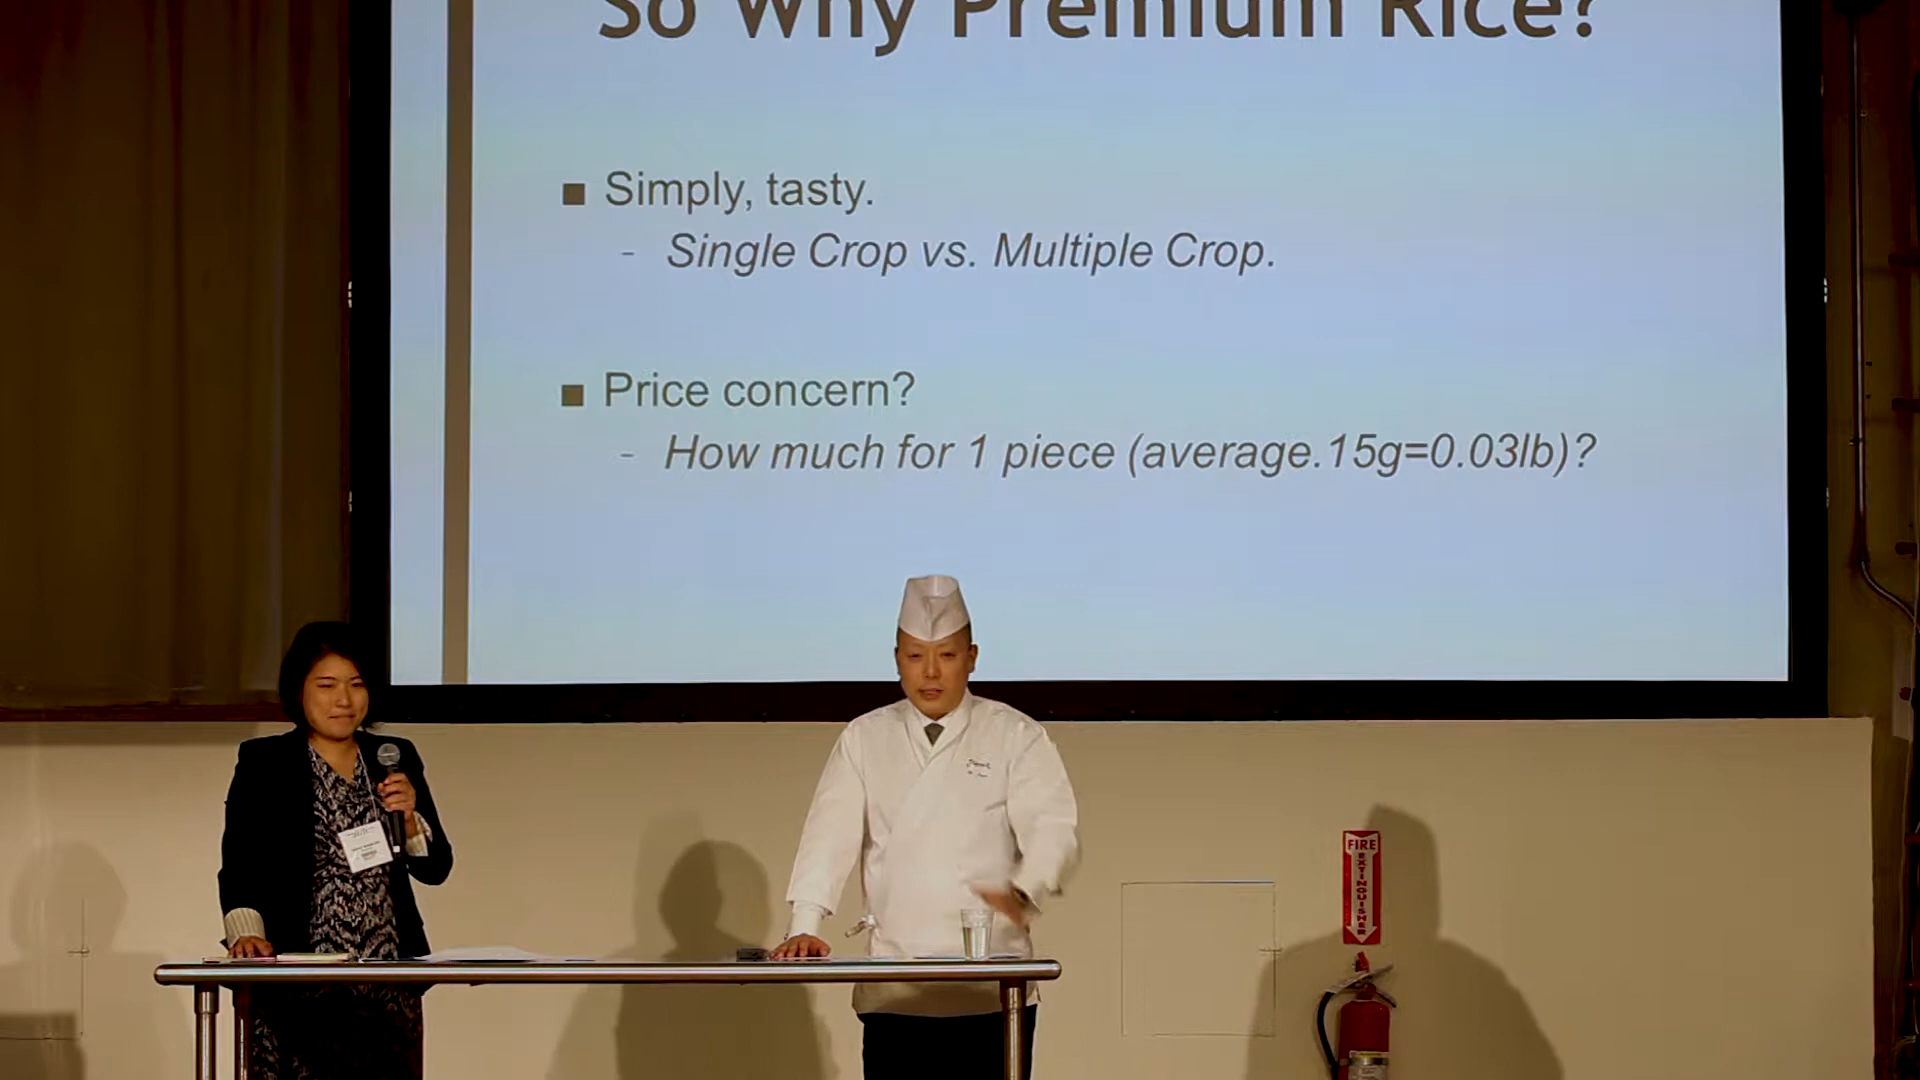 So Why Premium Rice?
■ Simply, tasty.
- Single Crop vs. Multiple Crop.
■ Price concern?
- How much for 1 piece (average.15g=0.03lb)?
FIRE
EXTINGUISHER